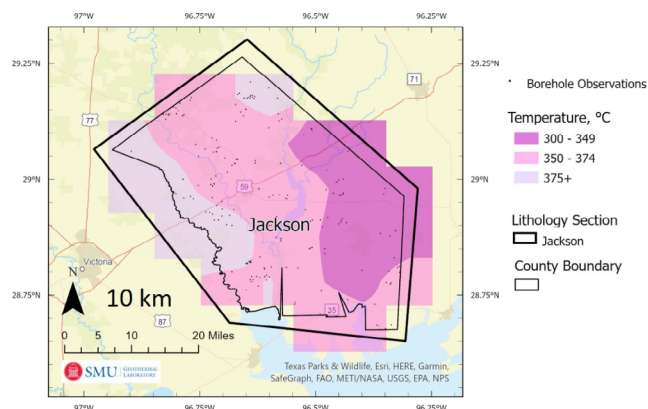 97°W 96.75°W 96.5°W 96.25°W
29.25°N 29.25°N
71
77
29°N 29°N
59
Jackson
Victoria
N
10 km
28.75°N 28.75°N
35
87
0 5 10 20 Miles
SMU GEOTHERMAL LABORATORY
Texas Parks & Wildlife, Esri, HERE, Garmin,
SafeGraph, FAO, METI/NASA, USGS, EPA, NPS
97°W 96.75°W 96.5°W 96.25°W
Borehole Observations
Temperature, °C
300 - 349
350 - 374
375+
Lithology Section
Jackson
County Boundary